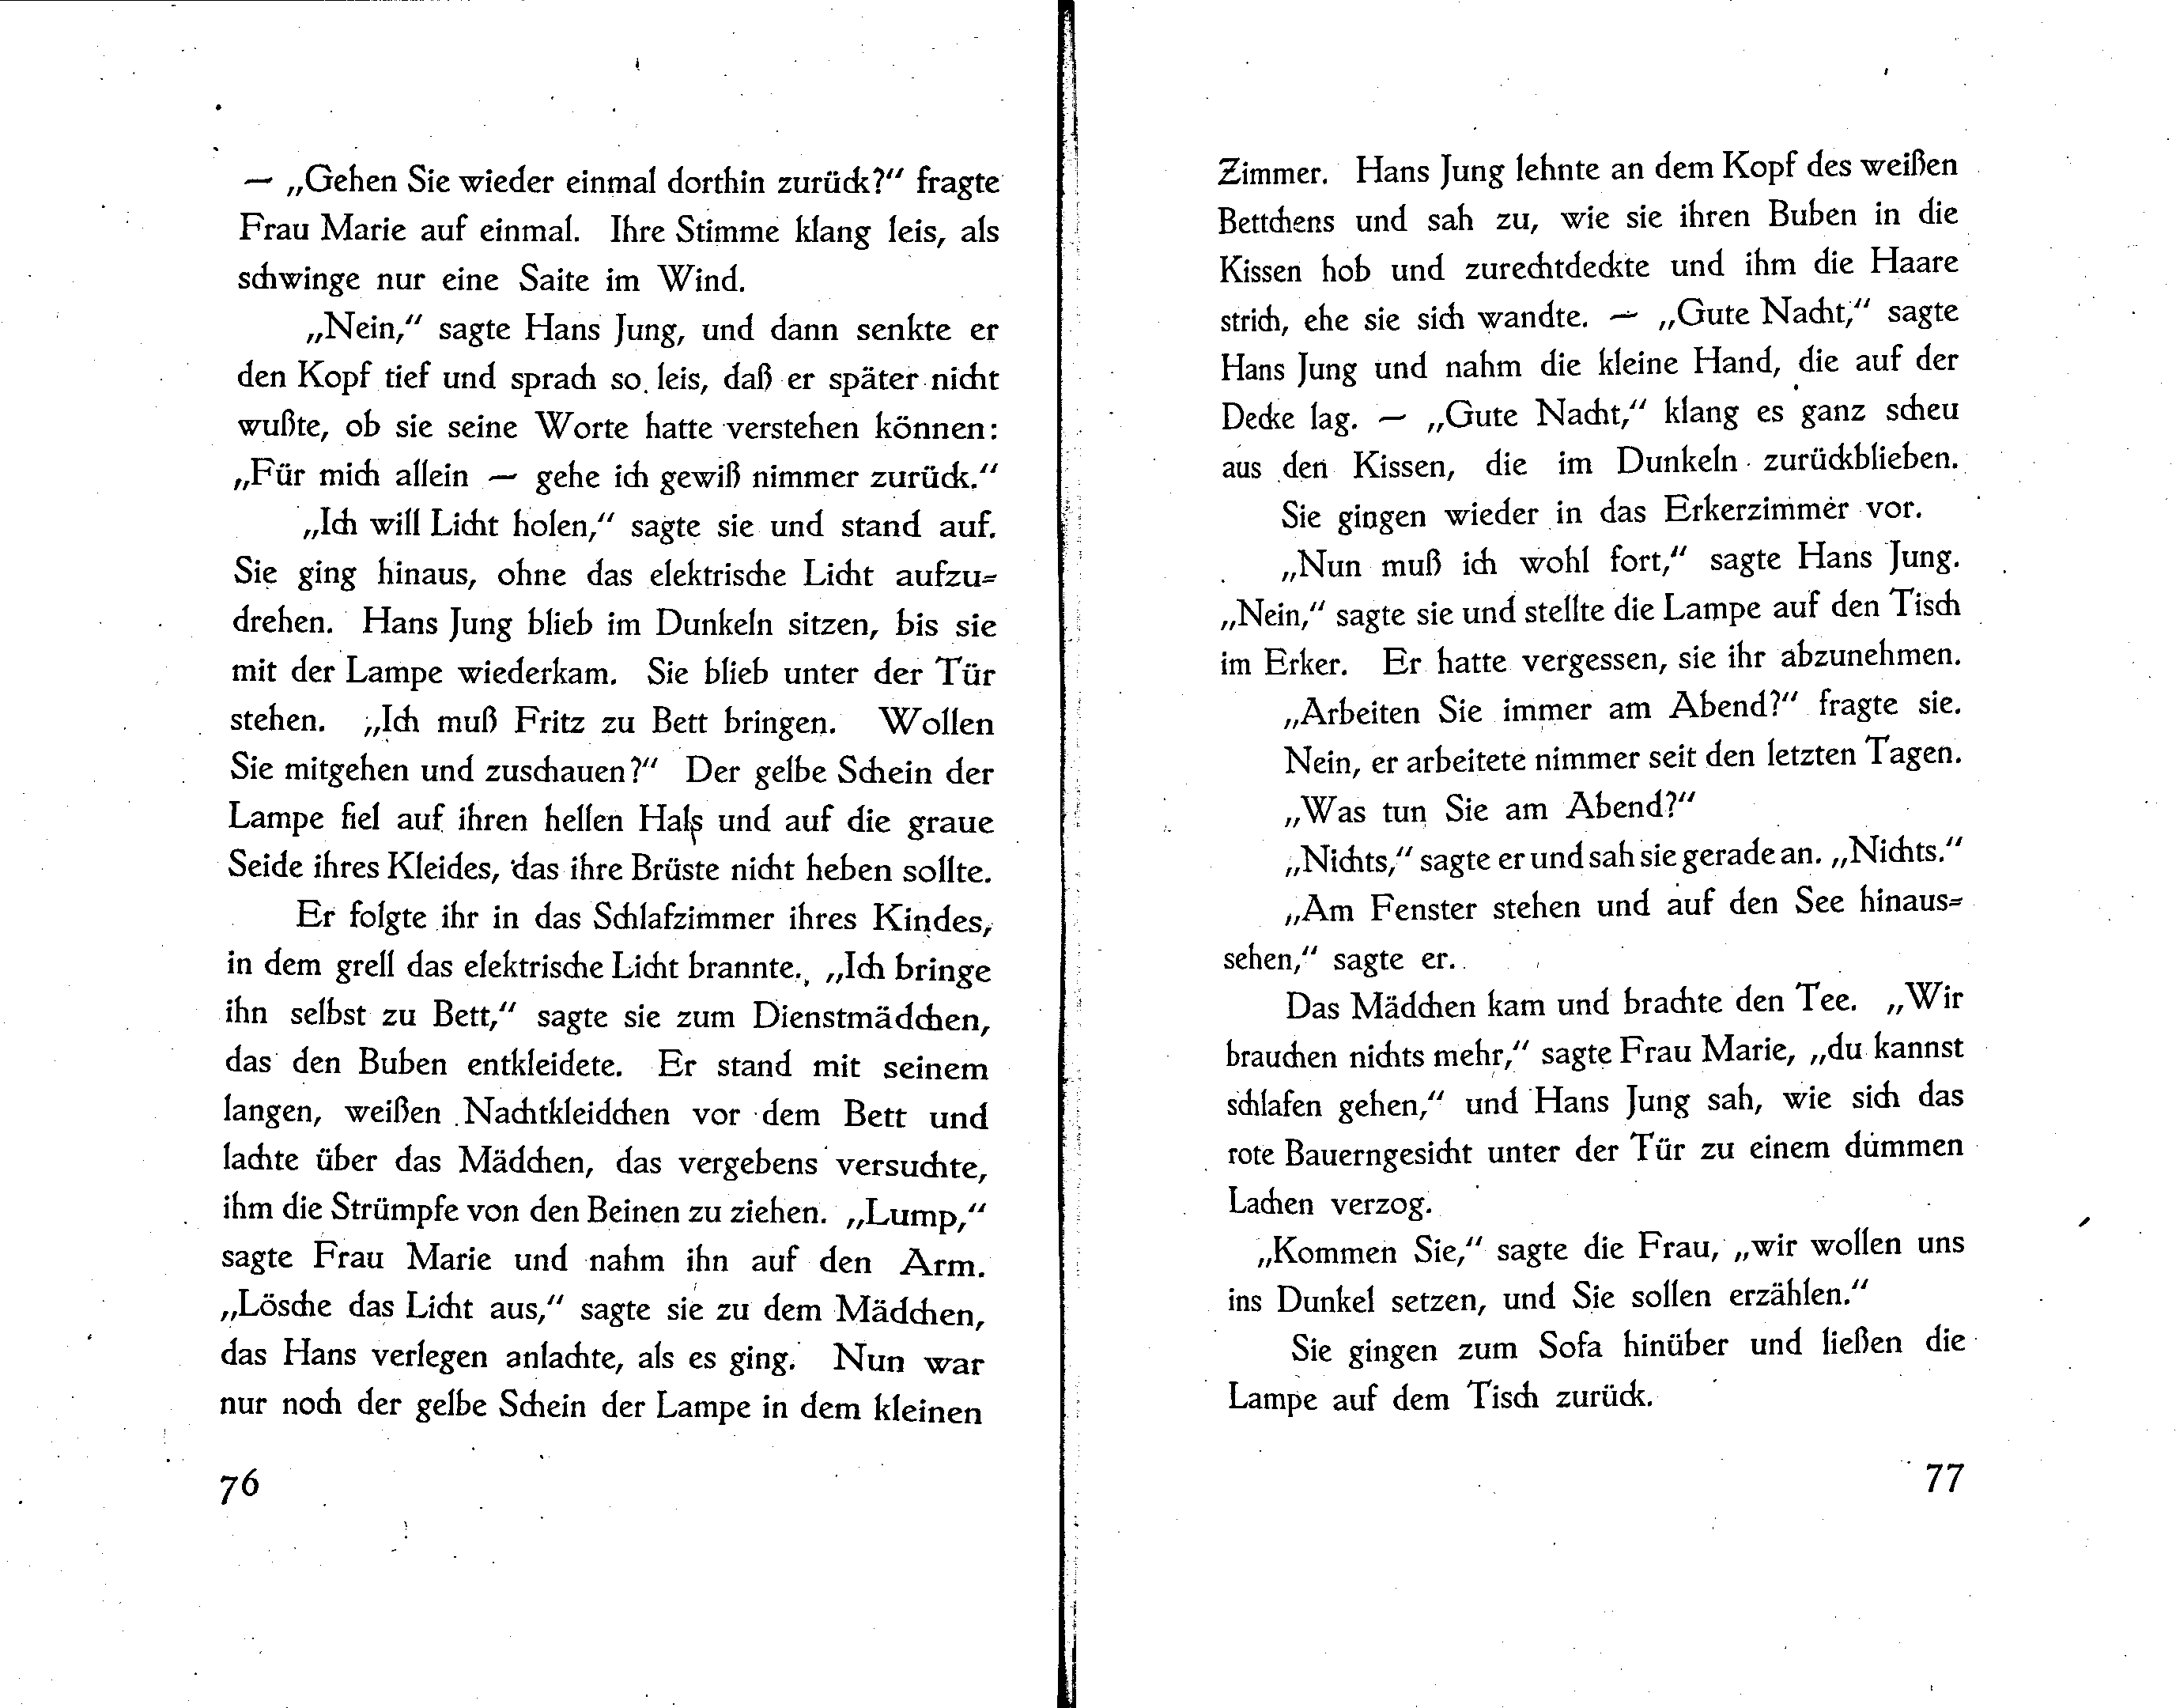 — „Gehen Sie wieder einmal dorthin zurück?“ fragte
Frau Marie auf einmal. Ihre Stimme klang leis, als
schwinge nur eine Saite im Wind.
„Nein,“ sagte Hans Jung, und dann senkte er
den Kopf tief und sprach so leis, daß er später nicht
wußte, ob sie seine Worte hatte verstehen können:
„Für mich allein — gehe ich gewiß nimmer zurück.“
„Ich will Licht holen,“ sagte sie und stand auf.
Sie ging hinaus, ohne das elektrische Licht aufzu-
drehen. Hans Jung blieb im Dunkeln sitzen, bis sie
mit der Lampe wiederkam. Sie blieb unter der Tür
stehen. „Ich muß Fritz zu Bett bringen. Wollen
Sie mitgehen und zuschauen?“ Der gelbe Schein der
Lampe fiel auf ihren hellen Hals und auf die graue
Seide ihres Kleides, das ihre Brüste nicht heben sollte.
Er folgte ihr in das Schlafzimmer ihres Kindes,
in dem grell das elektrische Licht brannte. „Ich bringe
ihn selbst zu Bett,“ sagte sie zum Dienstmädchen,
das den Buben entkleidete. Er stand mit seinem
langen, weißen Nachtkleidchen vor dem Bett und
lachte über das Mädchen, das vergebens versuchte,
ihm die Strümpfe von den Beinen zu ziehen. „Lump,“
sagte Frau Marie und nahm ihn auf den Arm.
„Lösche das Licht aus,“ sagte sie zu dem Mädchen,
das Hans verlegen anlachte, als es ging. Nun war
nur noch der gelbe Schein der Lampe in dem kleinen
76
Zimmer. Hans Jung lehnte an dem Kopf des weißen
Bettchens und sah zu, wie sie ihren Buben in die
Kissen hob und zurechtdeckte und ihm die Haare
strich, ehe sie sich wandte. — „Gute Nacht,“ sagte
Hans Jung und nahm die kleine Hand, die auf der
Decke lag. — „Gute Nacht,“ klang es ganz scheu
aus den Kissen, die im Dunkeln zurückblieben.
Sie gingen wieder in das Erkerzimmer vor.
„Nun muß ich wohl fort,“ sagte Hans Jung.
„Nein,“ sagte sie und stellte die Lampe auf den Tisch
im Erker. Er hatte vergessen, sie ihr abzunehmen.
„Arbeiten Sie immer am Abend?“ fragte sie.
Nein, er arbeitete nimmer seit den letzten Tagen.
„Was tun Sie am Abend?“
„Nichts,“ sagte er und sah sie gerade an. „Nichts.“
„Am Fenster stehen und auf den See hinaus-
sehen,“ sagte er.
Das Mädchen kam und brachte den Tee. „Wir
brauchen nichts mehr,“ sagte Frau Marie, „du kannst
schlafen gehen,“ und Hans Jung sah, wie sich das
rote Bauerngesicht unter der Tür zu einem dummen
Lachen verzog.
„Kommen Sie,“ sagte die Frau, „wir wollen uns
ins Dunkel setzen, und Sie sollen erzählen.“
Sie gingen zum Sofa hinüber und ließen die
Lampe auf dem Tisch zurück.
77